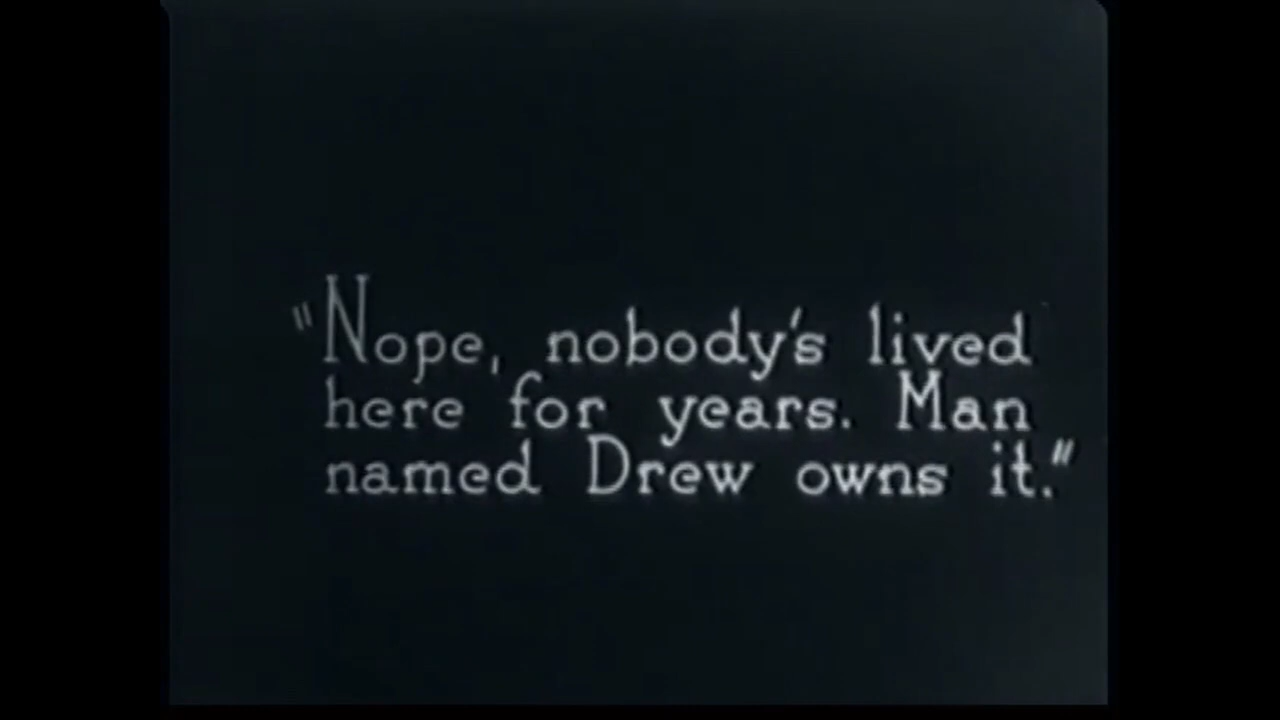 "Nope, nobody's lived
here for years. Man
named Drew owns it."